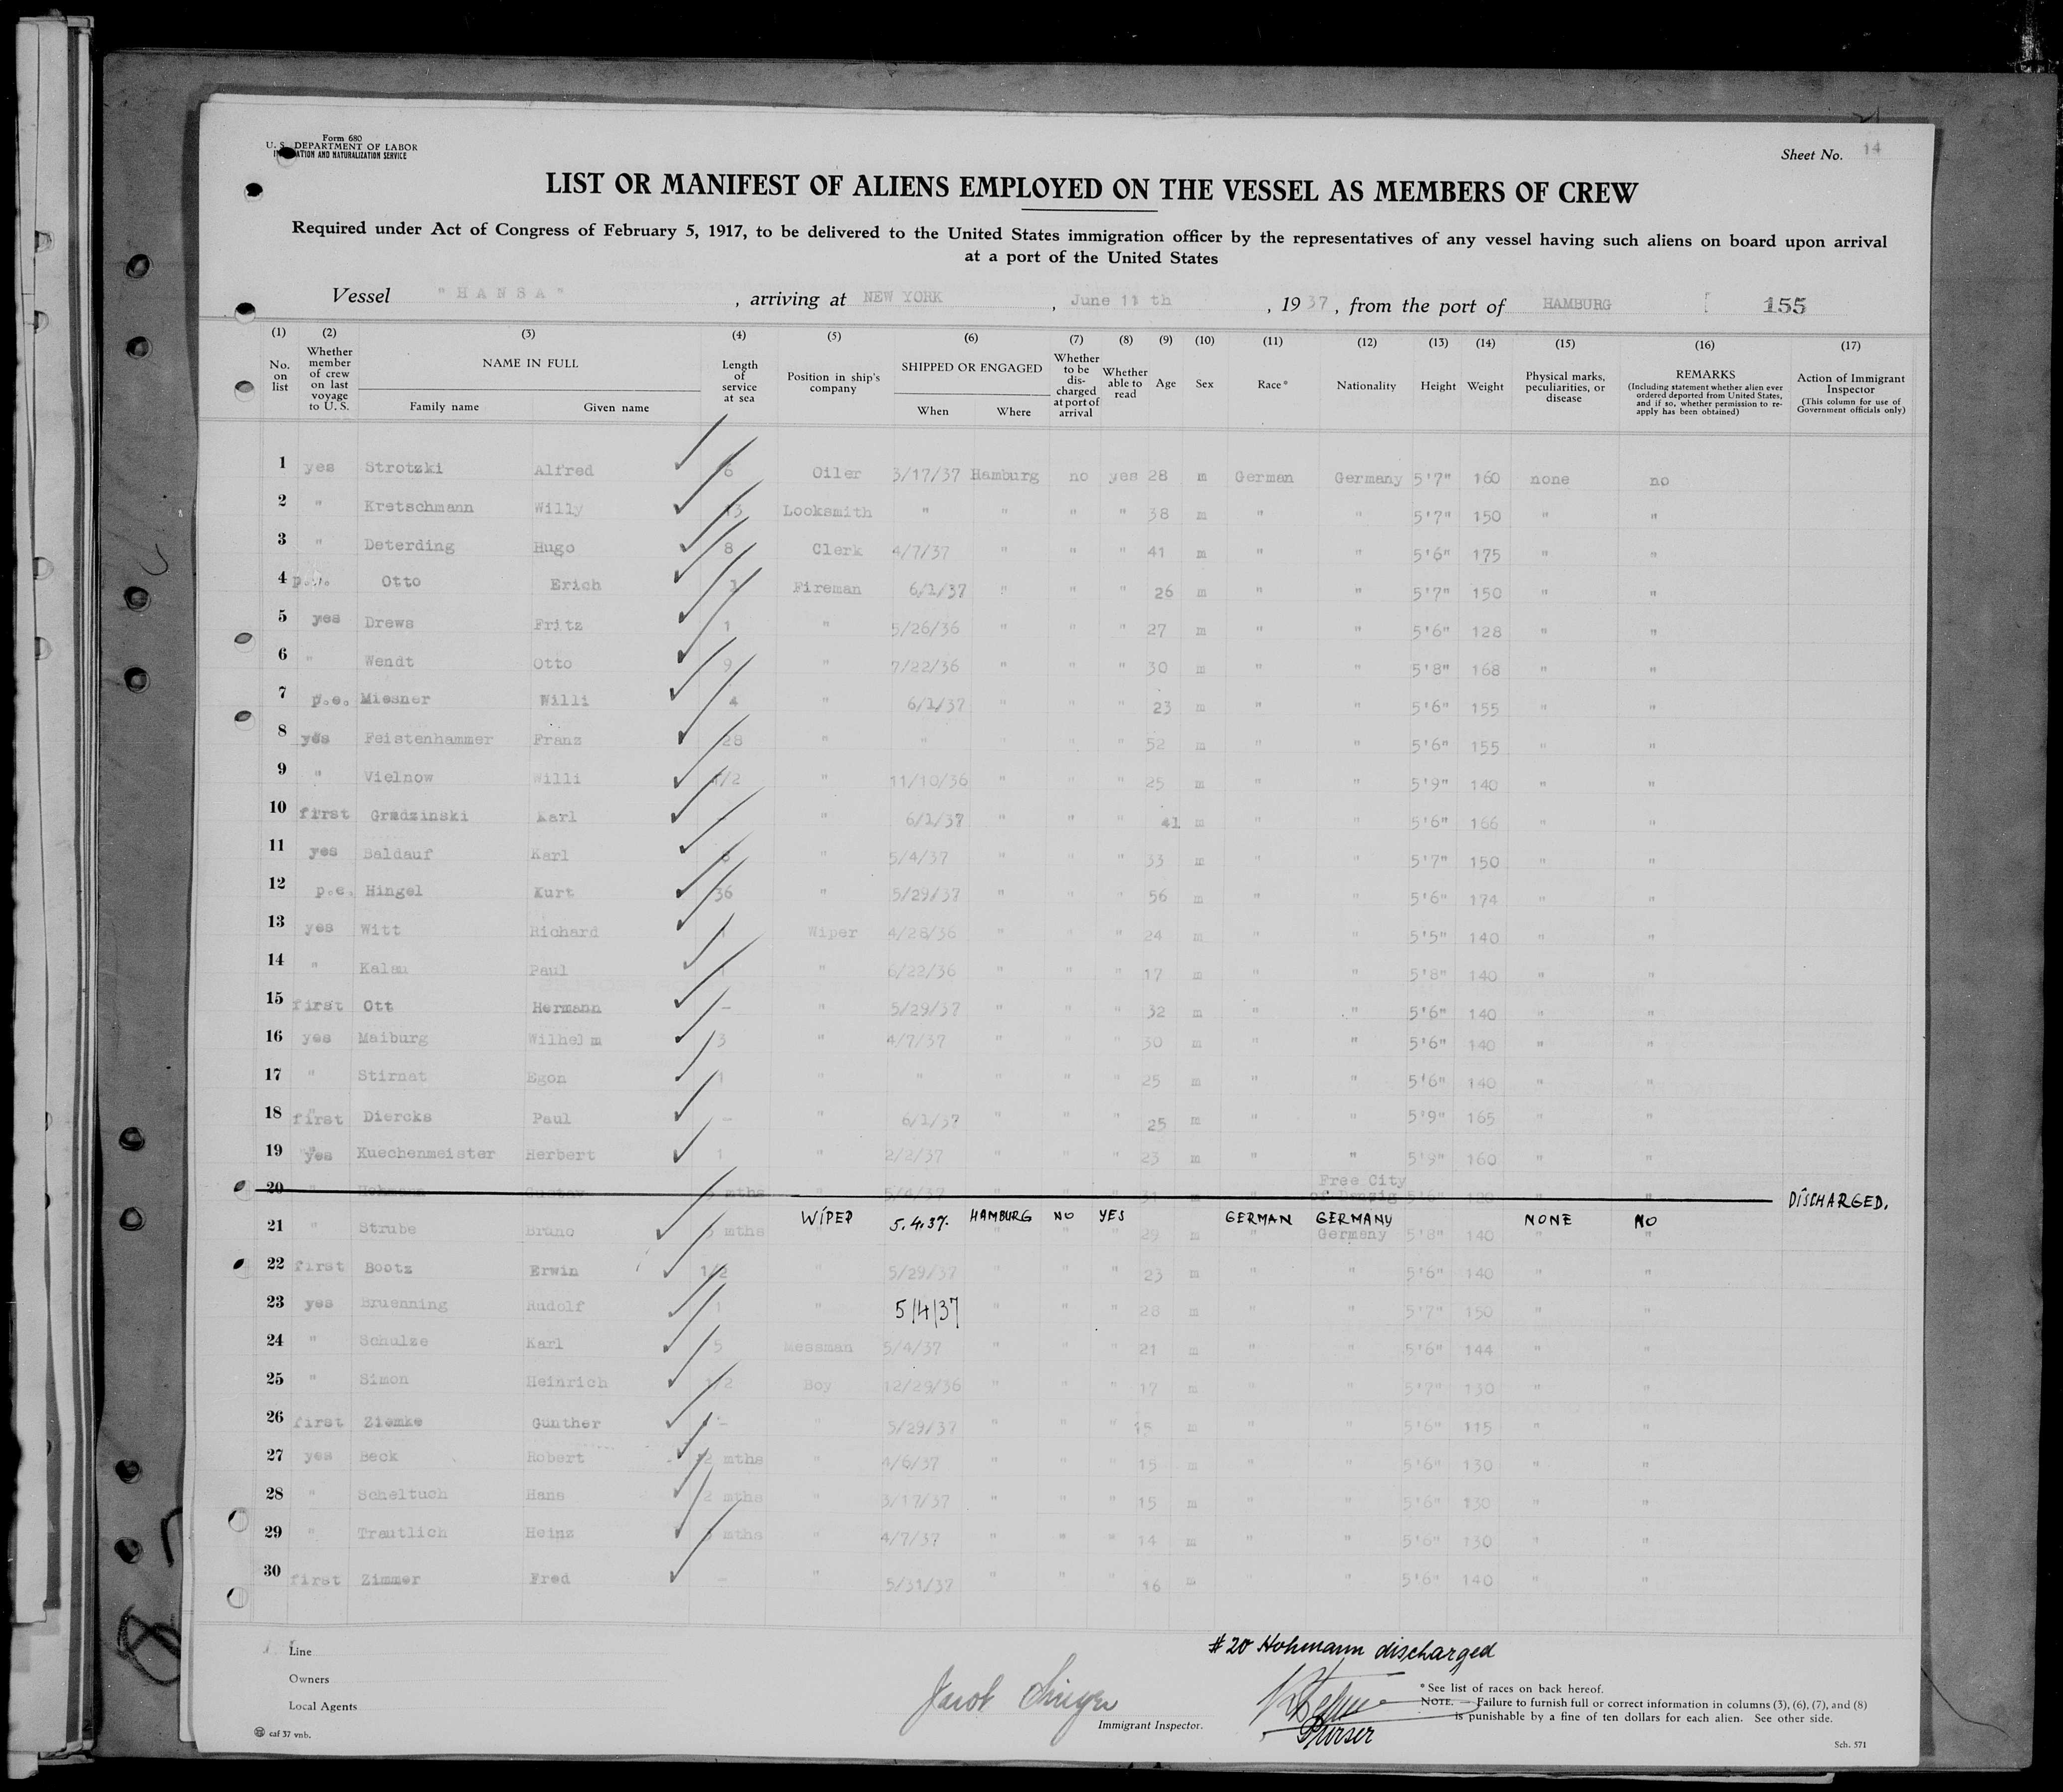 Form 680
U. S. DEPARTMENT OF LABOR
IMMIGRATION AND NATURALIZATION SERVICE
Sheet No. 14
LIST OR MANIFEST OF ALIENS EMPLOYED ON THE VESSEL AS MEMBERS OF CREW
Required under Act of Congress of February 5, 1917, to be delivered to the United States immigration officer by the representatives of any vessel having such aliens on board upon arrival
at a port of the United States
Vessel "HANSA", arriving at NEW YORK, June 11 th, 1937, from the port of HAMBURG 155
(1) (2) (3) (4) (5) (6) (7) (8) (9) (10) (11) (12) (13) (14) (15) (16) (17)
No. on list
Whether member of crew on last voyage to U. S.
NAME IN FULL
Family name Given name
Length of service at sea
Position in ship's company
SHIPPED OR ENGAGED
When Where
Whether to be discharged at port of arrival
Whether able to read
Age
Sex
Race*
Nationality
Height
Weight
Physical marks, peculiarities, or disease
REMARKS
(Including statement whether alien ever ordered deported from United States, and if so, whether permission to re-apply has been obtained)
Action of Immigrant Inspector
(This column for use of Government officials only)
1 yes Strotzki Alfred 6 Oiler 3/17/37 Hamburg no yes 28 m German Germany 5'7" 160 none no
2 " Kretschmann Willy 13 Locksmith " " " " 38 m " " 5'7" 150 " "
3 " Deterding Hugo 8 Clerk 4/7/37 " " " 41 m " " 5'6" 175 " "
4 Otto Erich 1 Fireman 6/1/37 " " " 26 m " " 5'7" 150 " "
5 yes Drews Fritz 1 " 5/26/36 " " " 27 m " " 5'6" 128 " "
6 " Wendt Otto 9 " 7/22/36 " " " 30 m " " 5'8" 168 " "
7 p.e. Miesner Willi 4 " 6/1/37 " " " 23 m " " 5'6" 155 " "
8 yes Feistenhammer Franz 28 " " " " " 52 m " " 5'6" 155 " "
9 " Vielnow Willi 1/2 " 11/10/36 " " " 25 m " " 5'9" 140 " "
10 first Gradzinski Karl - " 6/1/37 " " " 41 m " " 5'6" 166 " "
11 yes Baldauf Karl " 5/4/37 " " " 33 m " " 5'7" 150 " "
12 p.e. Hingel Kurt 36 " 5/29/37 " " " 56 m " " 5'6" 174 " "
13 yes Witt Richard 1 Wiper 4/28/36 " " " 24 m " " 5'5" 140 " "
14 " Kalau Paul 1 " 6/22/36 " " " 17 m " " 5'8" 140 " "
15 first Ott Hermann - " 5/29/37 " " " 32 m " " 5'6" 140 " "
16 yes Maiburg Wilhelm 3 " 4/7/37 " " " 30 m " " 5'6" 140 " "
17 " Stirnat Egon 1 " " " " " 25 m " " 5'6" 140 " "
18 first Diercks Paul - " 6/1/37 " " " 25 m " " 5'9" 165 " "
19 yes Kuechenmeister Herbert 1 " 2/2/37 " " " 23 m " " 5'9" 160 " "
20 " Hohmann Gustav mths " 5/4/37 31 m Free City of Danzig 5'6" DISCHARGED.
WIPER 5.4.37. HAMBURG NO YES GERMAN GERMANY NONE NO
21 " Strube Bruno mths " " " 29 m " Germany 5'8" 140 " "
22 first Bootz Erwin 1/2 " 5/29/37 " " " 23 m " " 5'6" 140 " "
23 yes Bruenning Rudolf 1 " 5/4/37 " " " 28 m " " 5'7" 150 " "
24 " Schulze Karl 5 Messman 5/4/37 " " " 21 m " " 5'6" 144 " "
25 " Simon Heinrich 1/2 Boy 12/29/36 " " " 17 m " " 5'7" 130 " "
26 first Ziemke Gunther - " 5/29/37 " " " 15 m " " 5'6" 115 " "
27 yes Beck Robert 2 mths " 4/6/37 " " " 15 m " " 5'6" 130 " "
28 " Scheltuch Hans 2 mths " 3/17/37 " " " 15 m " " 5'6" 130 " "
29 " Trautlich Heinz mths " 4/7/37 " " " 14 m " " 5'6" 130 " "
30 first Zimmer Fred - " 5/31/37 " " " 16 m " " 5'6" 140 " "
#20 Hohmann discharged
Line
Owners
Local Agents
caf 37 vnb.
Jacob
Immigrant Inspector.
Purser
*See list of races on back hereof.
NOTE.—Failure to furnish full or correct information in columns (3), (6), (7), and (8)
is punishable by a fine of ten dollars for each alien. See other side.
Sch. 571